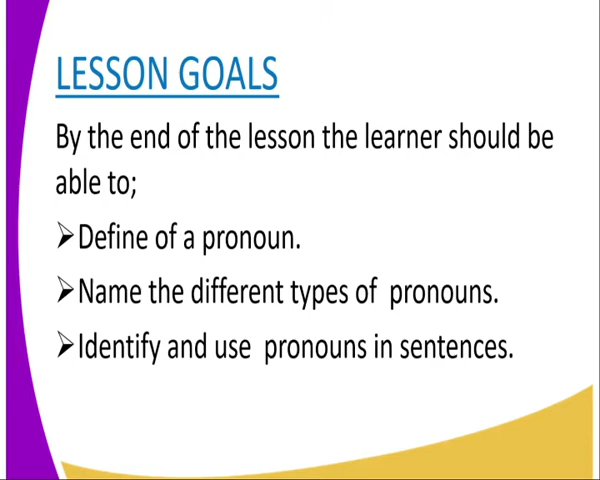 LESSON GOALS
By the end of the lesson the learner should be
able to;
➢Define of a pronoun.
➢Name the different types of  pronouns.
➢Identify and use  pronouns in sentences.